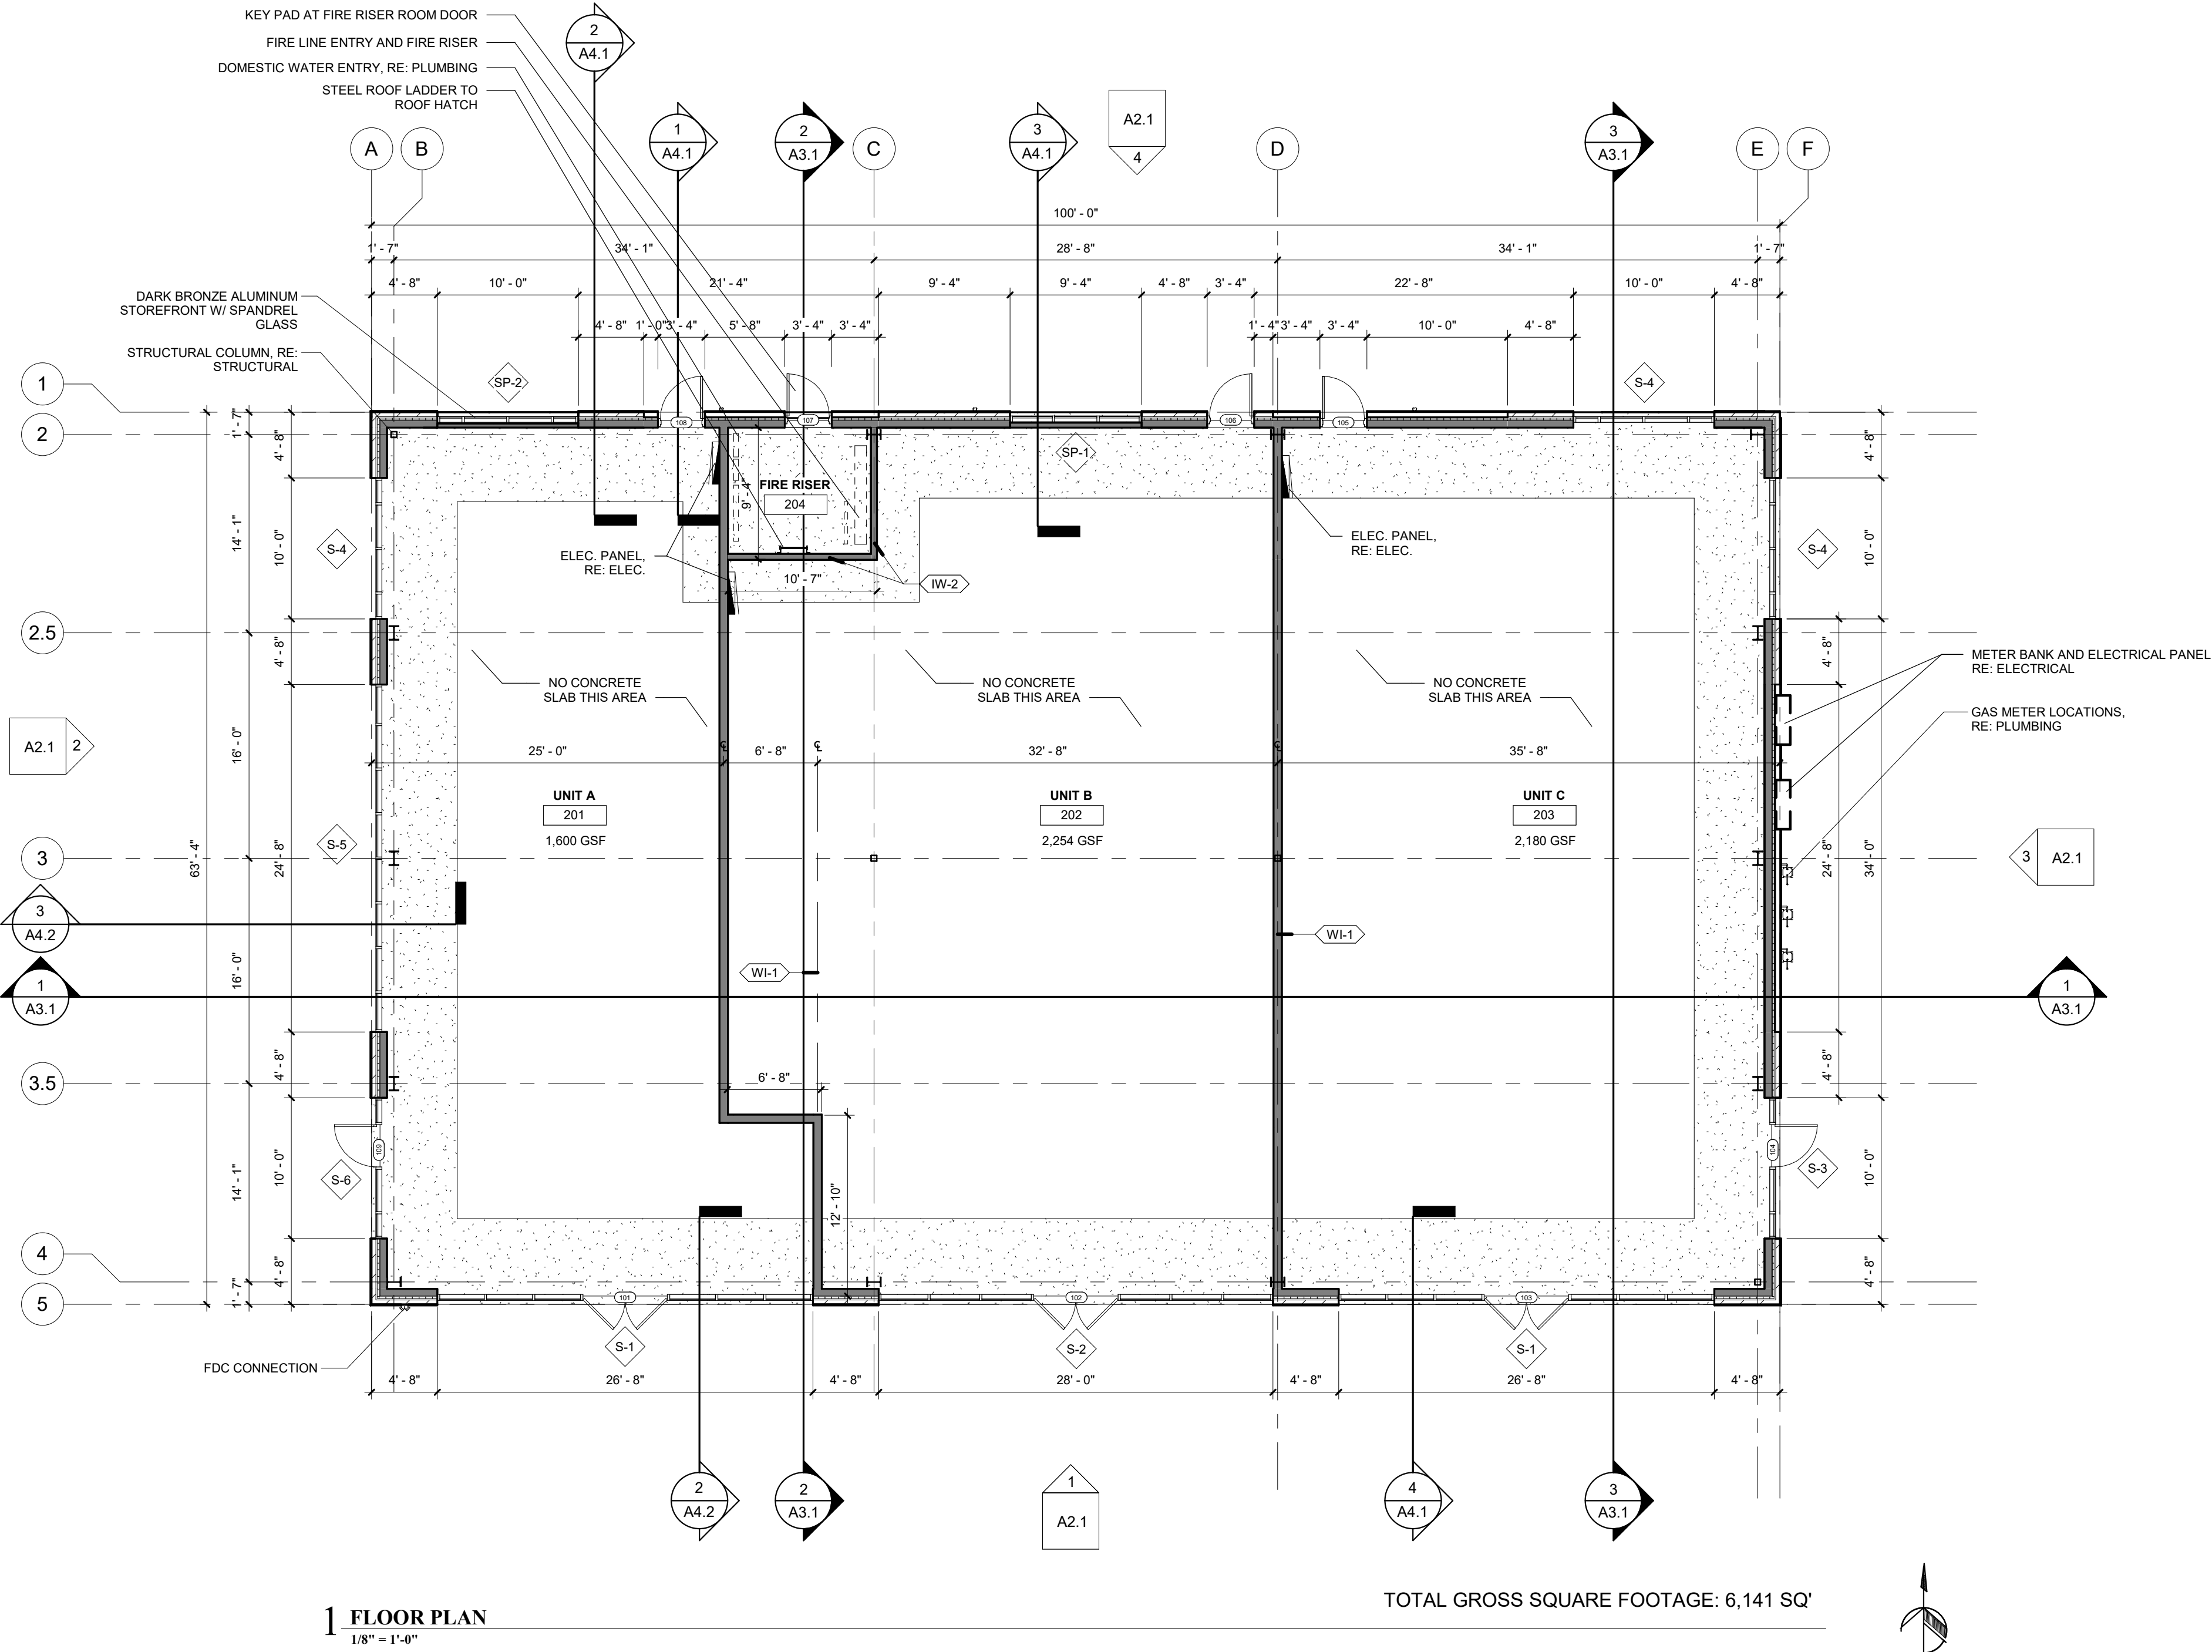 KEY PAD AT FIRE RISER ROOM DOOR
FIRE LINE ENTRY AND FIRE RISER
DOMESTIC WATER ENTRY, RE: PLUMBING
STEEL ROOF LADDER TO
ROOF HATCH
2
A4.1
1
A4.1
2
A3.1
3
A4.1
A2.1
4
3
A3.1
A
B
C
D
E
F
100' - 0"
1' - 7"
34' - 1"
28' - 8"
34' - 1"
1' - 7"
4' - 8"
10' - 0"
21' - 4"
9' - 4"
9' - 4"
4' - 8"
3' - 4"
22' - 8"
10' - 0"
4' - 8"
4' - 8"
1' - 0"
3' - 4"
5' - 8"
3' - 4"
3' - 4"
1' - 4"
3' - 4"
3' - 4"
10' - 0"
4' - 8"
DARK BRONZE ALUMINUM
STOREFRONT W/ SPANDREL
GLASS
STRUCTURAL COLUMN, RE:
STRUCTURAL
SP-2
S-4
1
2
2.5
3
3.5
4
5
108
107
106
105
SP-1
FIRE RISER
204
9' - 4"
10' - 7"
ELEC. PANEL,
RE: ELEC.
ELEC. PANEL,
RE: ELEC.
IW-2
S-4
S-4
1' - 7"
14' - 1"
16' - 0"
16' - 0"
14' - 1"
1' - 7"
63' - 4"
4' - 8"
10' - 0"
4' - 8"
24' - 8"
4' - 8"
10' - 0"
4' - 8"
4' - 8"
10' - 0"
34' - 0"
10' - 0"
4' - 8"
4' - 8"
24' - 8"
4' - 8"
NO CONCRETE
SLAB THIS AREA
NO CONCRETE
SLAB THIS AREA
NO CONCRETE
SLAB THIS AREA
METER BANK AND ELECTRICAL PANEL
RE: ELECTRICAL
GAS METER LOCATIONS,
RE: PLUMBING
A2.1
2
25' - 0"
6' - 8"
32' - 8"
35' - 8"
UNIT A
201
1,600 GSF
UNIT B
202
2,254 GSF
UNIT C
203
2,180 GSF
S-5
3
A2.1
3
A4.2
1
A3.1
WI-1
WI-1
1
A3.1
6' - 8"
12' - 10"
109
104
S-6
S-3
101
102
103
S-1
S-2
S-1
FDC CONNECTION
4' - 8"
26' - 8"
4' - 8"
28' - 0"
4' - 8"
26' - 8"
4' - 8"
2
A4.2
2
A3.1
1
A2.1
4
A4.1
3
A3.1
TOTAL GROSS SQUARE FOOTAGE: 6,141 SQ'
1 FLOOR PLAN
1/8" = 1'-0"